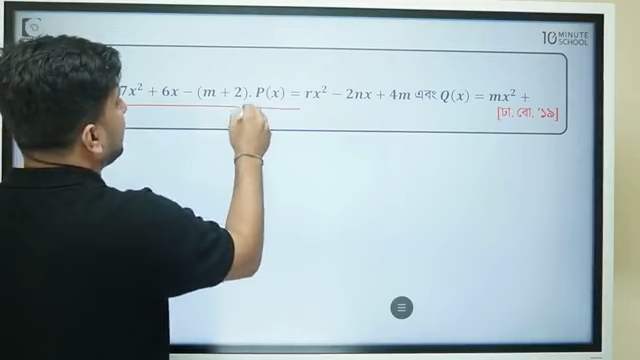 10 MINUTE SCHOOL
7x² + 6x − (m + 2). P(x) = rx² − 2nx + 4m এবং Q(x) = mx² +
[ঢা. বো. '১৯]